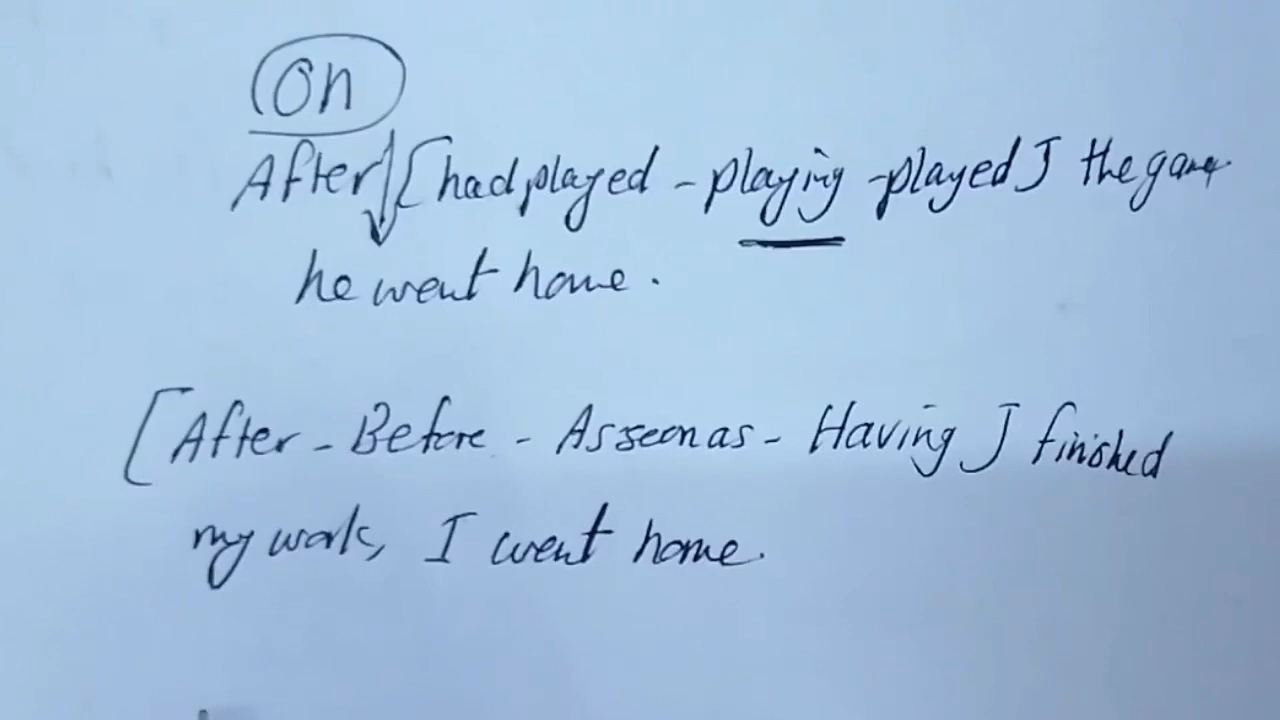 On
After [had played - playing - played] the game
he went home.
[After - Before - As soon as - Having] finished
my work, I went home.